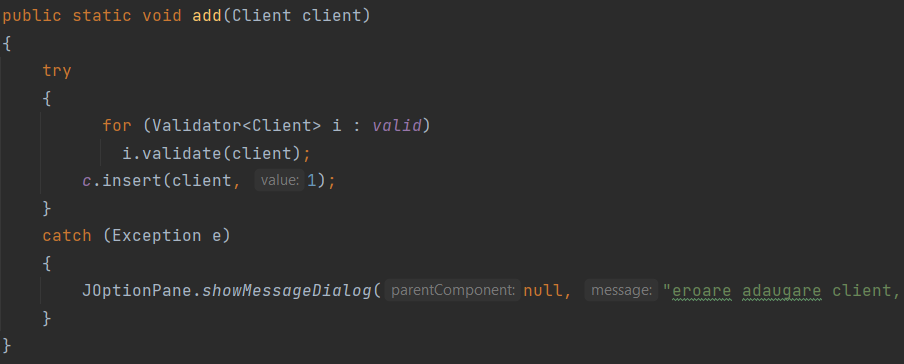 public static void add(Client client)
{
try
{
for (Validator<Client> i : valid)
i.validate(client);
c.insert(client, value: 1);
}
catch (Exception e)
{
JOptionPane.showMessageDialog( parentComponent: null, message: "eroare adaugare client,
}
}